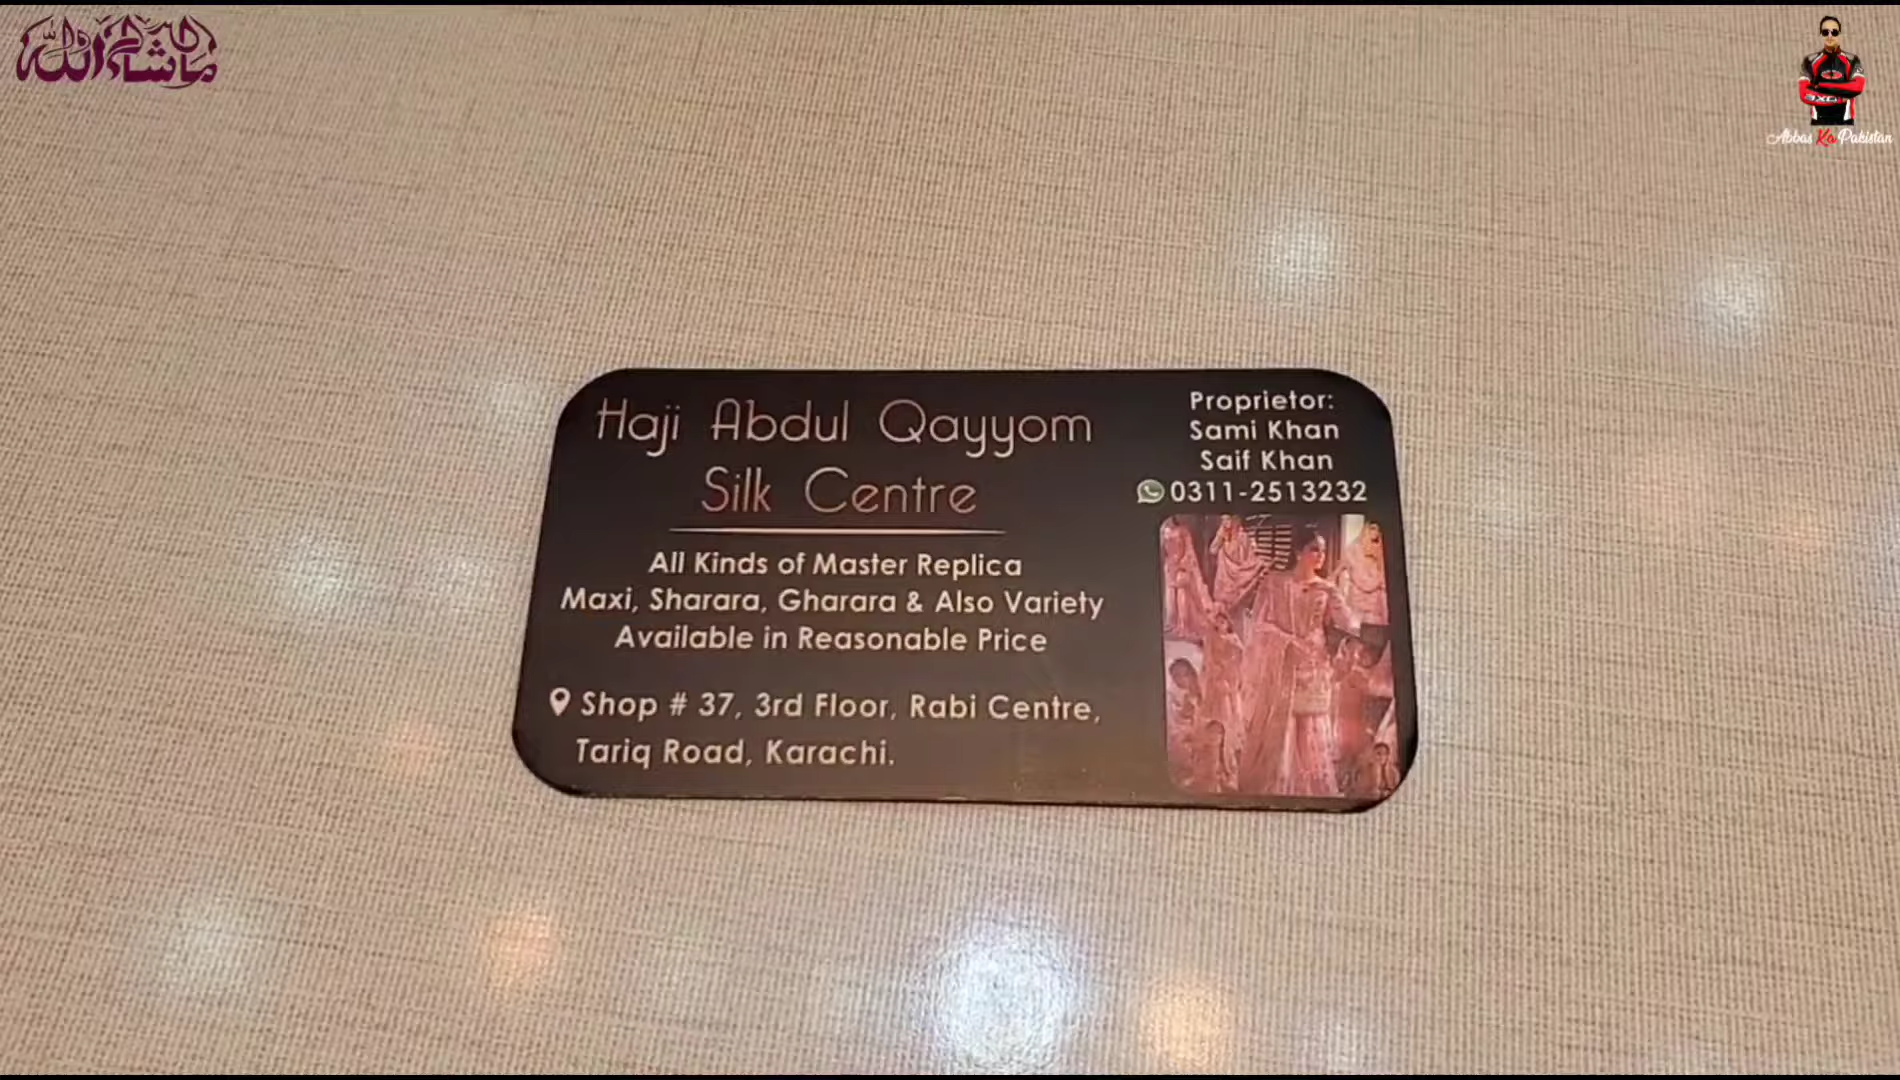 ماشاءالله
Abbas Ka Pakistan
Haji Abdul Qayyom
Silk Centre
All Kinds of Master Replica
Maxi, Sharara, Gharara & Also Variety
Available in Reasonable Price
Shop # 37, 3rd Floor, Rabi Centre,
Tariq Road, Karachi.
Proprietor:
Sami Khan
Saif Khan
0311-2513232